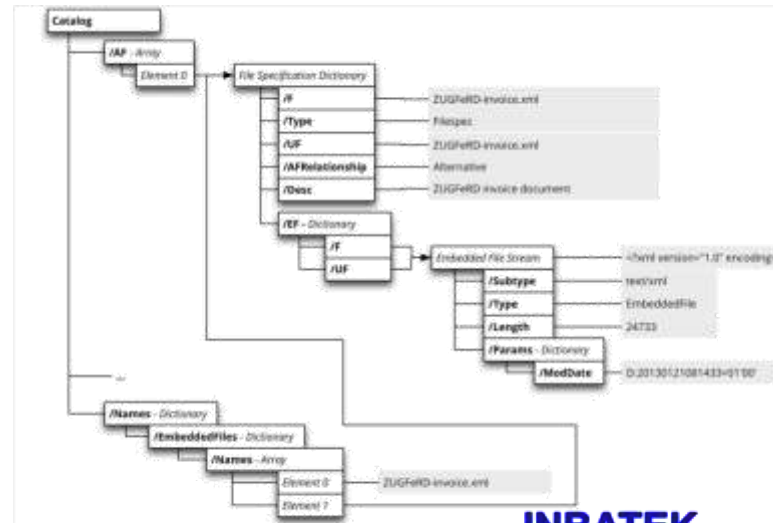 Catalog
/AF - Array
Element 0
File Specification Dictionary
/F
ZUGFeRD-invoice.xml
/Type
Filespec
/UF
ZUGFeRD-invoice.xml
/AFRelationship
Alternative
/Desc
ZUGFeRD invoice document
/EF - Dictionary
/F
/UF
Embedded File Stream
<?xml version="1.0" encoding
/Subtype
text/xml
/Type
EmbeddedFile
/Length
24733
/Params - Dictionary
/ModDate
D:20130121081433+01'00'
...
/Names - Dictionary
/EmbeddedFiles - Dictionary
/Names - Array
Element 0
ZUGFeRD-invoice.xml
Element 1
INBATEK